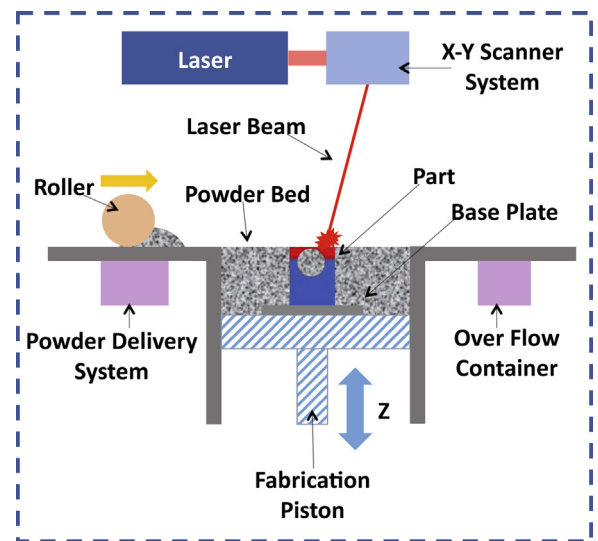 Laser
X-Y Scanner
System
Laser Beam
Roller
Powder Bed
Part
Base Plate
Powder Delivery
System
Over Flow
Container
Z
Fabrication
Piston